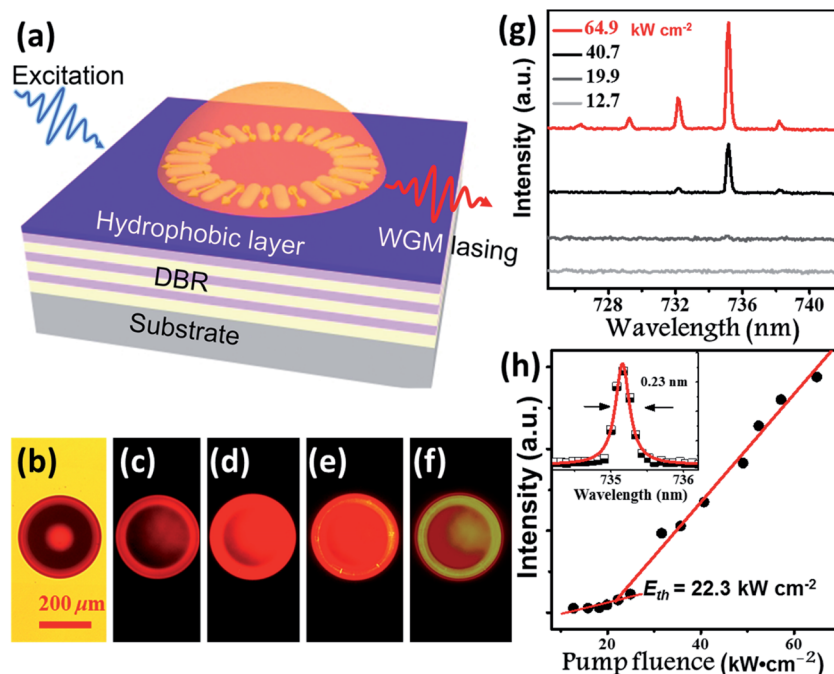 (a)
Excitation
Hydrophobic layer
WGM lasing
DBR
Substrate
(b)
200 μm
(c)
(d)
(e)
(f)
(g)
64.9 kW cm-2
40.7
19.9
12.7
Intensity (a.u.)
728 732 736 740
Wavelength (nm)
(h)
0.23 nm
735 736
Wavelength (nm)
Intensity (a.u.)
Eth = 22.3 kW cm-2
20 40 60
Pump fluence (kW•cm-2)